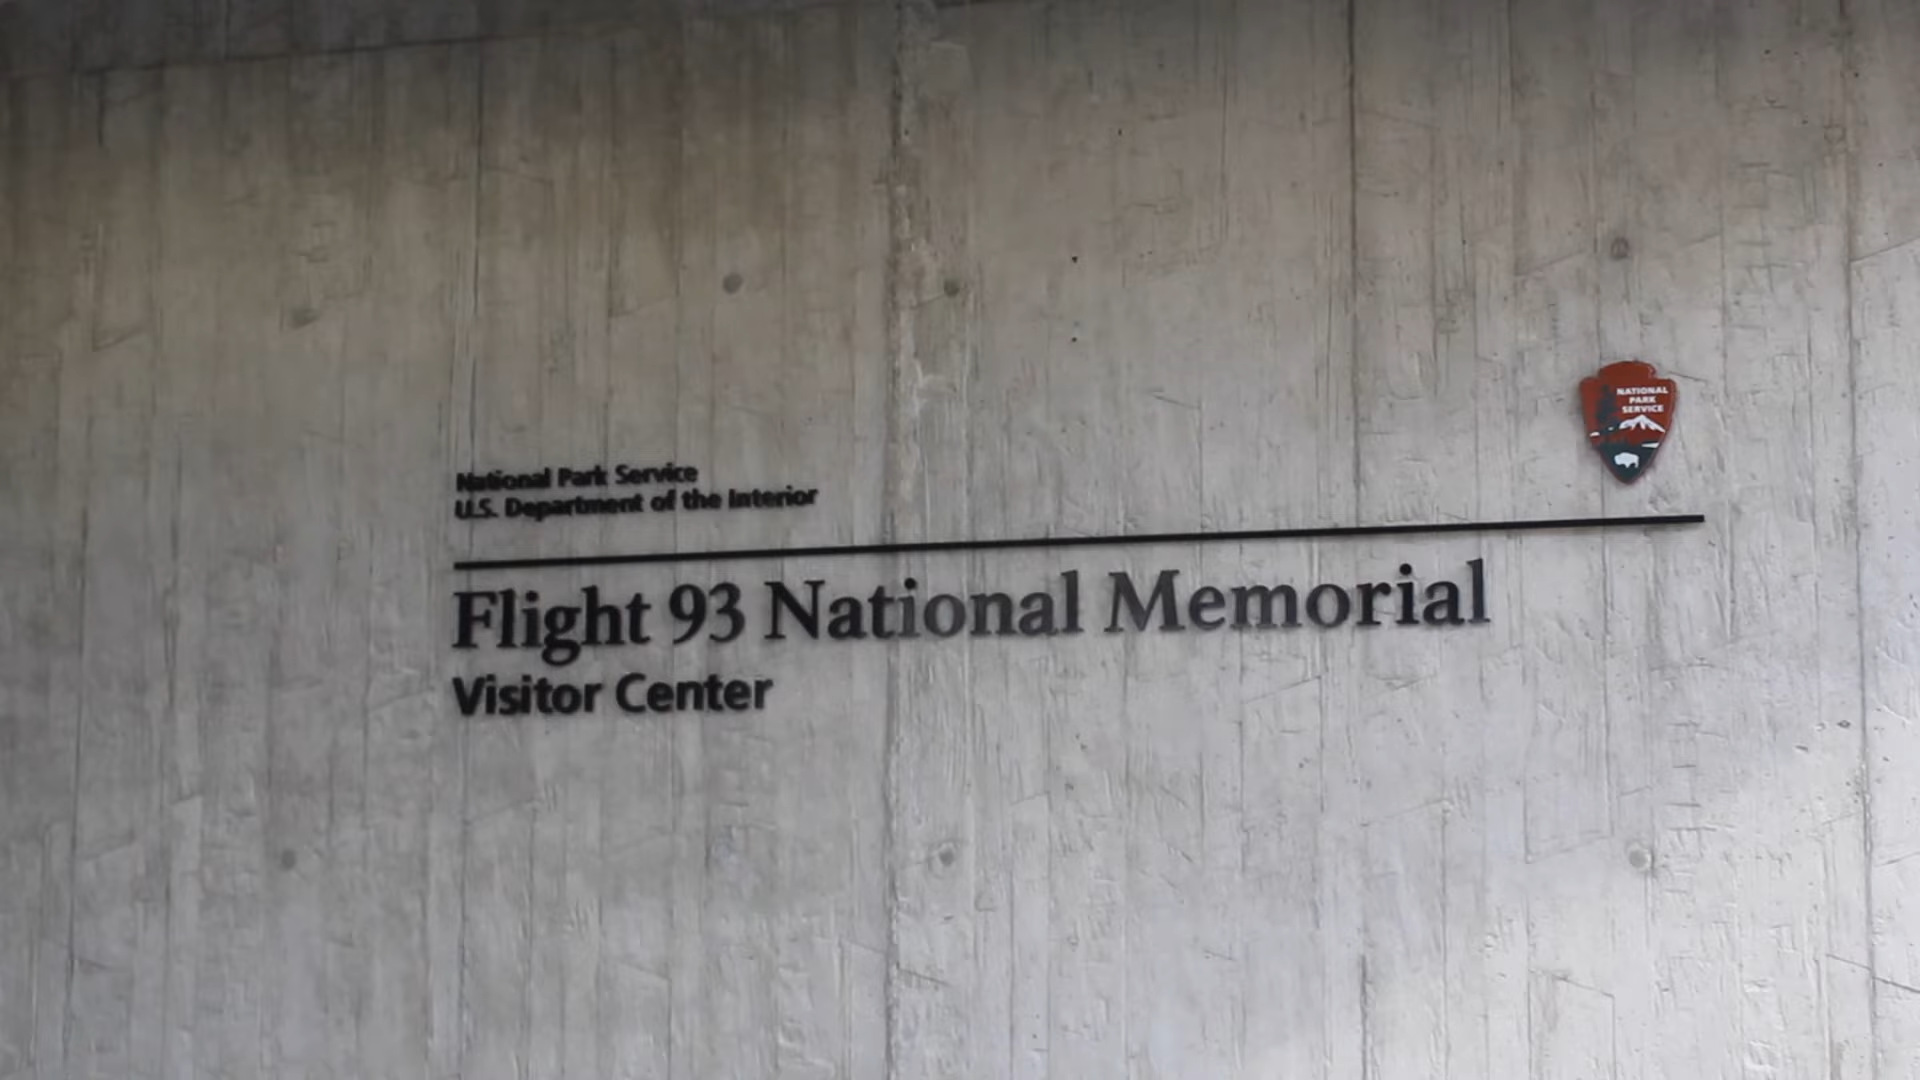 National Park Service
U.S. Department of the Interior
NATIONAL
PARK
SERVICE
Flight 93 National Memorial
Visitor Center